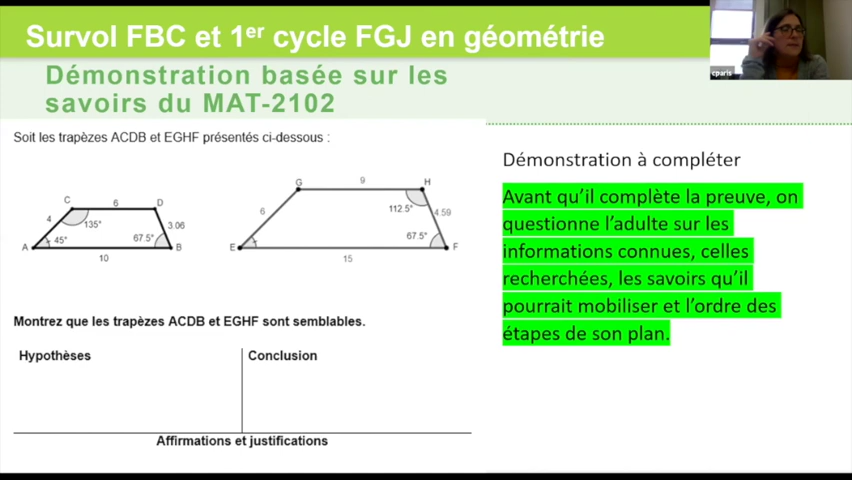 Survol FBC et 1er cycle FGJ en géométrie
cparis
Démonstration basée sur les
savoirs du MAT-2102
Soit les trapèzes ACDB et EGHF présentés ci-dessous :
C
6
D
4
135°
3.06
A
45°
67.5°
B
10
G
9
H
6
112.5°
4.59
67.5°
E
F
15
Montrez que les trapèzes ACDB et EGHF sont semblables.
Hypothèses
Conclusion
Affirmations et justifications
Démonstration à compléter
Avant qu'il complète la preuve, on
questionne l'adulte sur les
informations connues, celles
recherchées, les savoirs qu'il
pourrait mobiliser et l'ordre des
étapes de son plan.